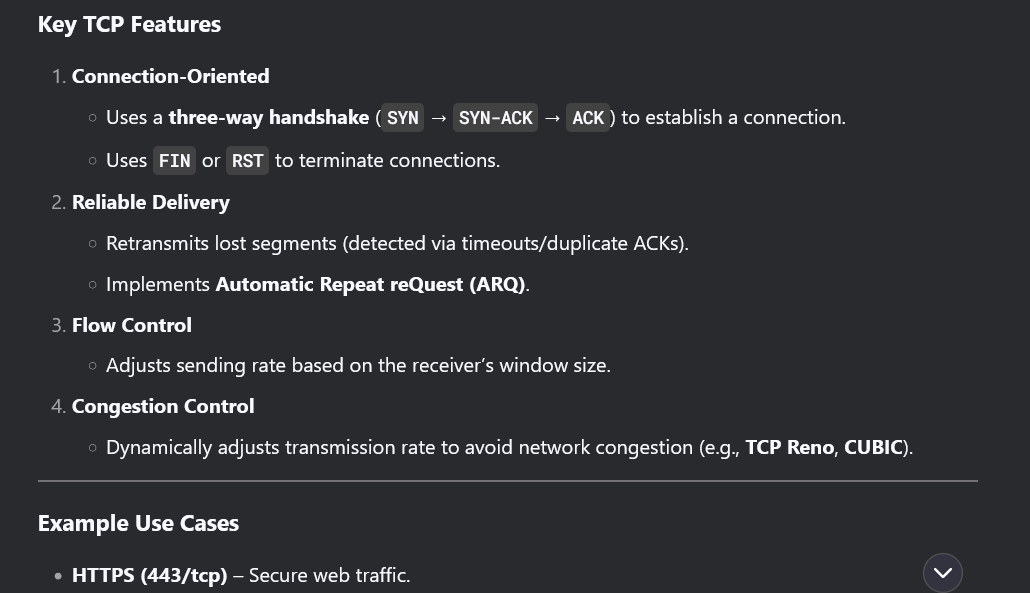 Key TCP Features
1. Connection-Oriented
○ Uses a three-way handshake (SYN → SYN-ACK → ACK) to establish a connection.
○ Uses FIN or RST to terminate connections.
2. Reliable Delivery
○ Retransmits lost segments (detected via timeouts/duplicate ACKs).
○ Implements Automatic Repeat reQuest (ARQ).
3. Flow Control
○ Adjusts sending rate based on the receiver’s window size.
4. Congestion Control
○ Dynamically adjusts transmission rate to avoid network congestion (e.g., TCP Reno, CUBIC).
Example Use Cases
• HTTPS (443/tcp) – Secure web traffic.